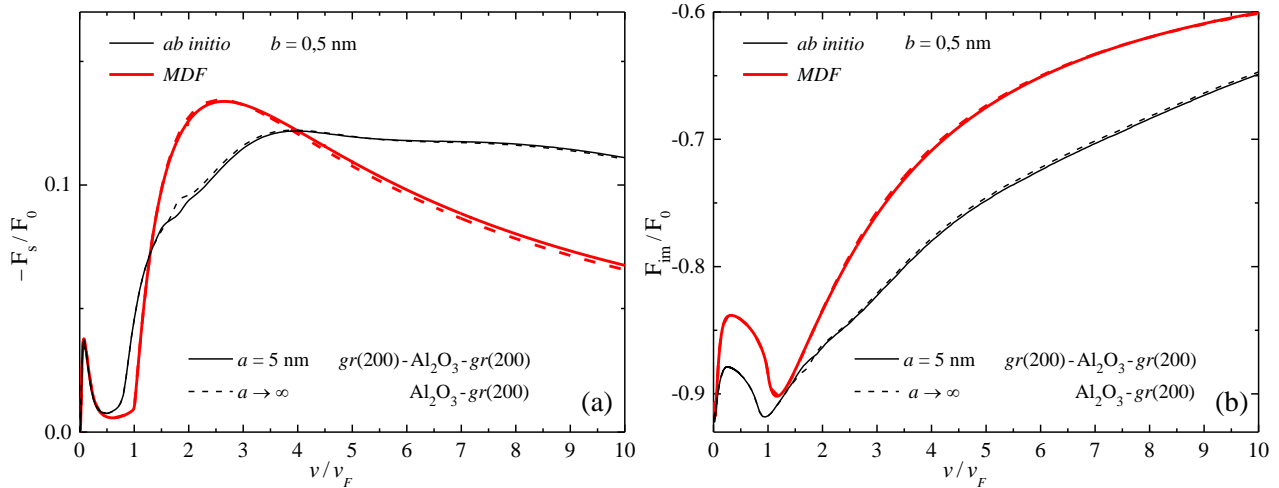 ab initio b = 0,5 nm
MDF
a = 5 nm gr(200)-Al₂O₃-gr(200)
a → ∞ Al₂O₃-gr(200)
(a)
– Fₛ / F₀
0.1
0.0
0 1 2 3 4 5 6 7 8 9 10
v / v_F
ab initio b = 0,5 nm
MDF
a = 5 nm gr(200)-Al₂O₃-gr(200)
a → ∞ Al₂O₃-gr(200)
(b)
F_im / F₀
-0.6
-0.7
-0.8
-0.9
0 1 2 3 4 5 6 7 8 9 10
v / v_F